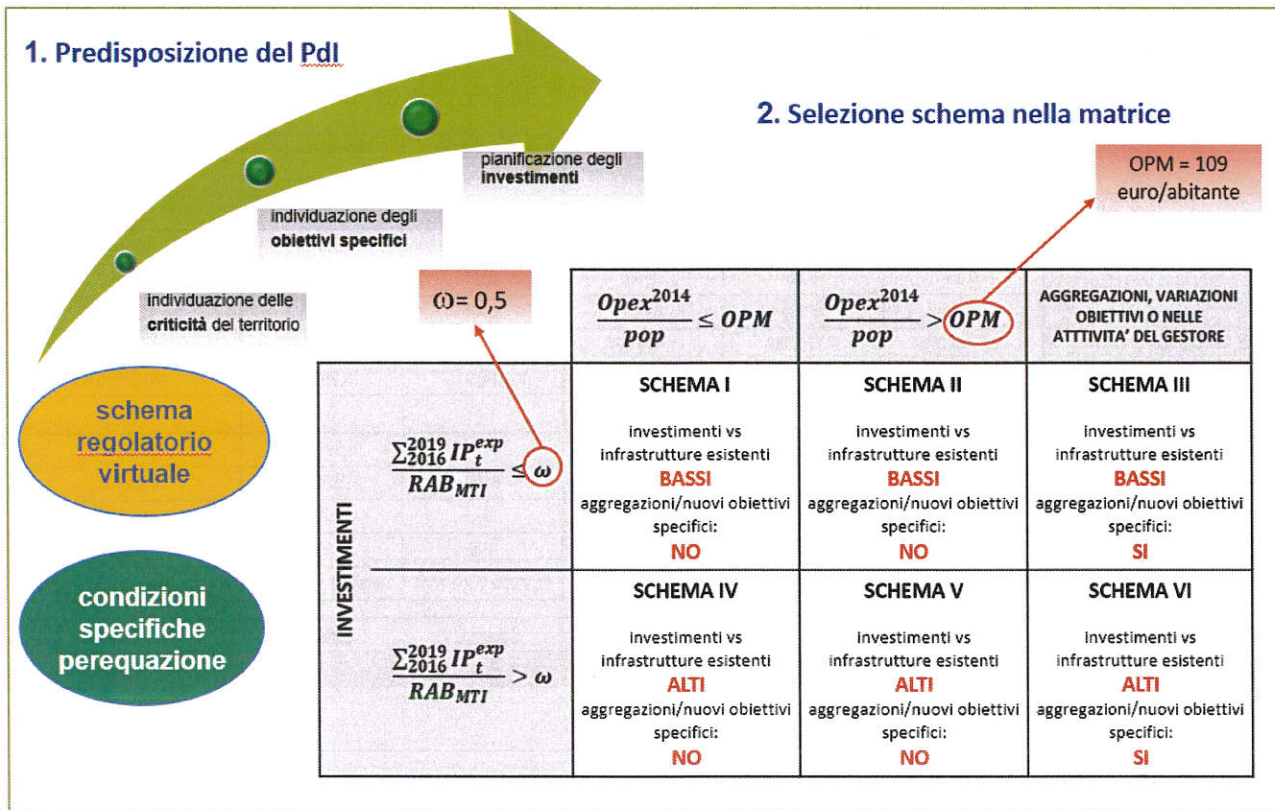 1. Predisposizione del PdI
pianificazione degli
investimenti
individuazione degli
obiettivi specifici
individuazione delle
criticità del territorio
schema
regolatorio
virtuale
condizioni
specifiche
perequazione
2. Selezione schema nella matrice
OPM = 109
euro/abitante
ω= 0,5
Opex^2014 / pop ≤ OPM
Opex^2014 / pop > OPM
AGGREGAZIONI, VARIAZIONI
OBIETTIVI O NELLE
ATTTIVITA' DEL GESTORE
INVESTIMENTI
∑_2016^2019 IP_t^exp / RAB_MTI ≤ ω
SCHEMA I
investimenti vs
infrastrutture esistenti
BASSI
aggregazioni/nuovi obiettivi
specifici:
NO
SCHEMA II
investimenti vs
infrastrutture esistenti
BASSI
aggregazioni/nuovi obiettivi
specifici:
NO
SCHEMA III
investimenti vs
infrastrutture esistenti
BASSI
aggregazioni/nuovi obiettivi
specifici:
SI
∑_2016^2019 IP_t^exp / RAB_MTI > ω
SCHEMA IV
investimenti vs
infrastrutture esistenti
ALTI
aggregazioni/nuovi obiettivi
specifici:
NO
SCHEMA V
investimenti vs
infrastrutture esistenti
ALTI
aggregazioni/nuovi obiettivi
specifici:
NO
SCHEMA VI
investimenti vs
infrastrutture esistenti
ALTI
aggregazioni/nuovi obiettivi
specifici:
SI